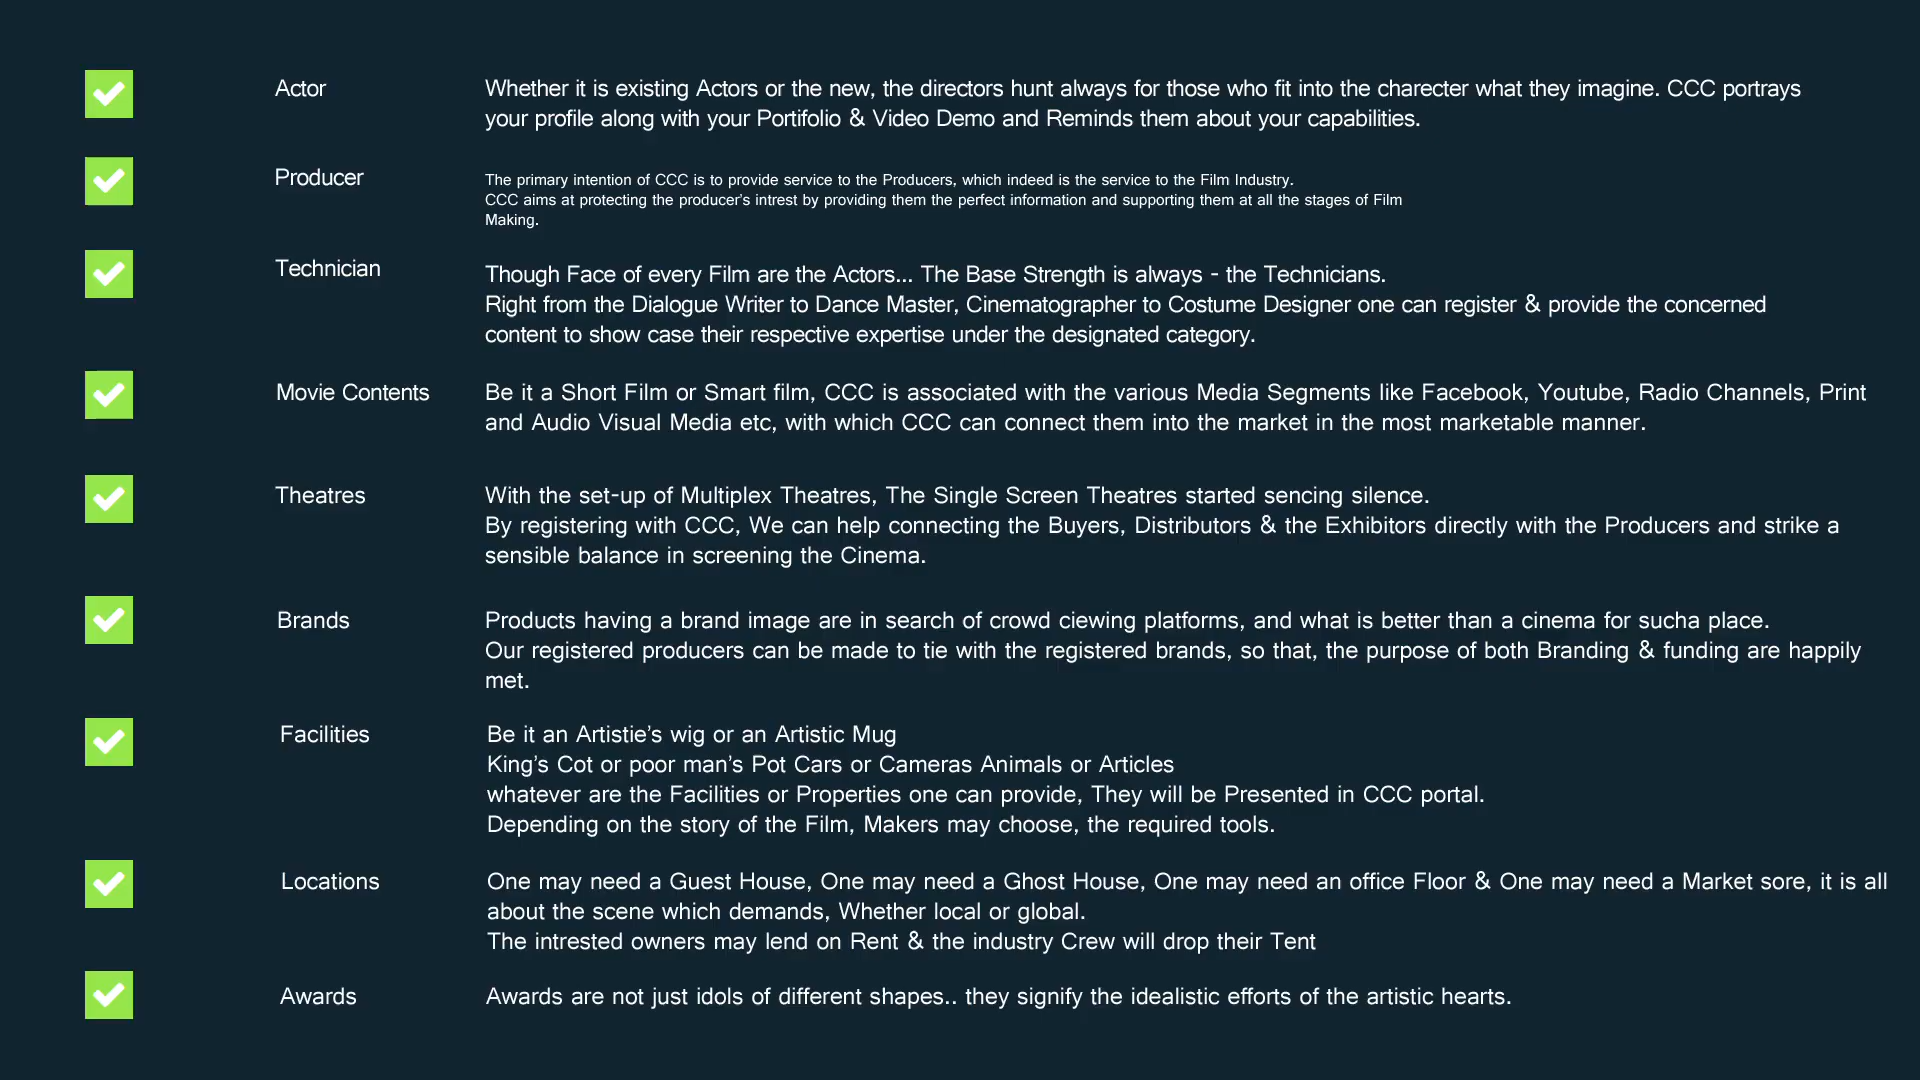 Actor
Whether it is existing Actors or the new, the directors hunt always for those who fit into the charecter what they imagine. CCC portrays
your profile along with your Portifolio & Video Demo and Reminds them about your capabilities.
Producer
The primary intention of CCC is to provide service to the Producers, which indeed is the service to the Film Industry.
CCC aims at protecting the producer's intrest by providing them the perfect information and supporting them at all the stages of Film
Making.
Technician
Though Face of every Film are the Actors... The Base Strength is always - the Technicians.
Right from the Dialogue Writer to Dance Master, Cinematographer to Costume Designer one can register & provide the concerned
content to show case their respective expertise under the designated category.
Movie Contents
Be it a Short Film or Smart film, CCC is associated with the various Media Segments like Facebook, Youtube, Radio Channels, Print
and Audio Visual Media etc, with which CCC can connect them into the market in the most marketable manner.
Theatres
With the set-up of Multiplex Theatres, The Single Screen Theatres started sencing silence.
By registering with CCC, We can help connecting the Buyers, Distributors & the Exhibitors directly with the Producers and strike a
sensible balance in screening the Cinema.
Brands
Products having a brand image are in search of crowd ciewing platforms, and what is better than a cinema for sucha place.
Our registered producers can be made to tie with the registered brands, so that, the purpose of both Branding & funding are happily
met.
Facilities
Be it an Artistie's wig or an Artistic Mug
King's Cot or poor man's Pot Cars or Cameras Animals or Articles
whatever are the Facilities or Properties one can provide, They will be Presented in CCC portal.
Depending on the story of the Film, Makers may choose, the required tools.
Locations
One may need a Guest House, One may need a Ghost House, One may need an office Floor & One may need a Market sore, it is all
about the scene which demands, Whether local or global.
The intrested owners may lend on Rent & the industry Crew will drop their Tent
Awards
Awards are not just idols of different shapes.. they signify the idealistic efforts of the artistic hearts.